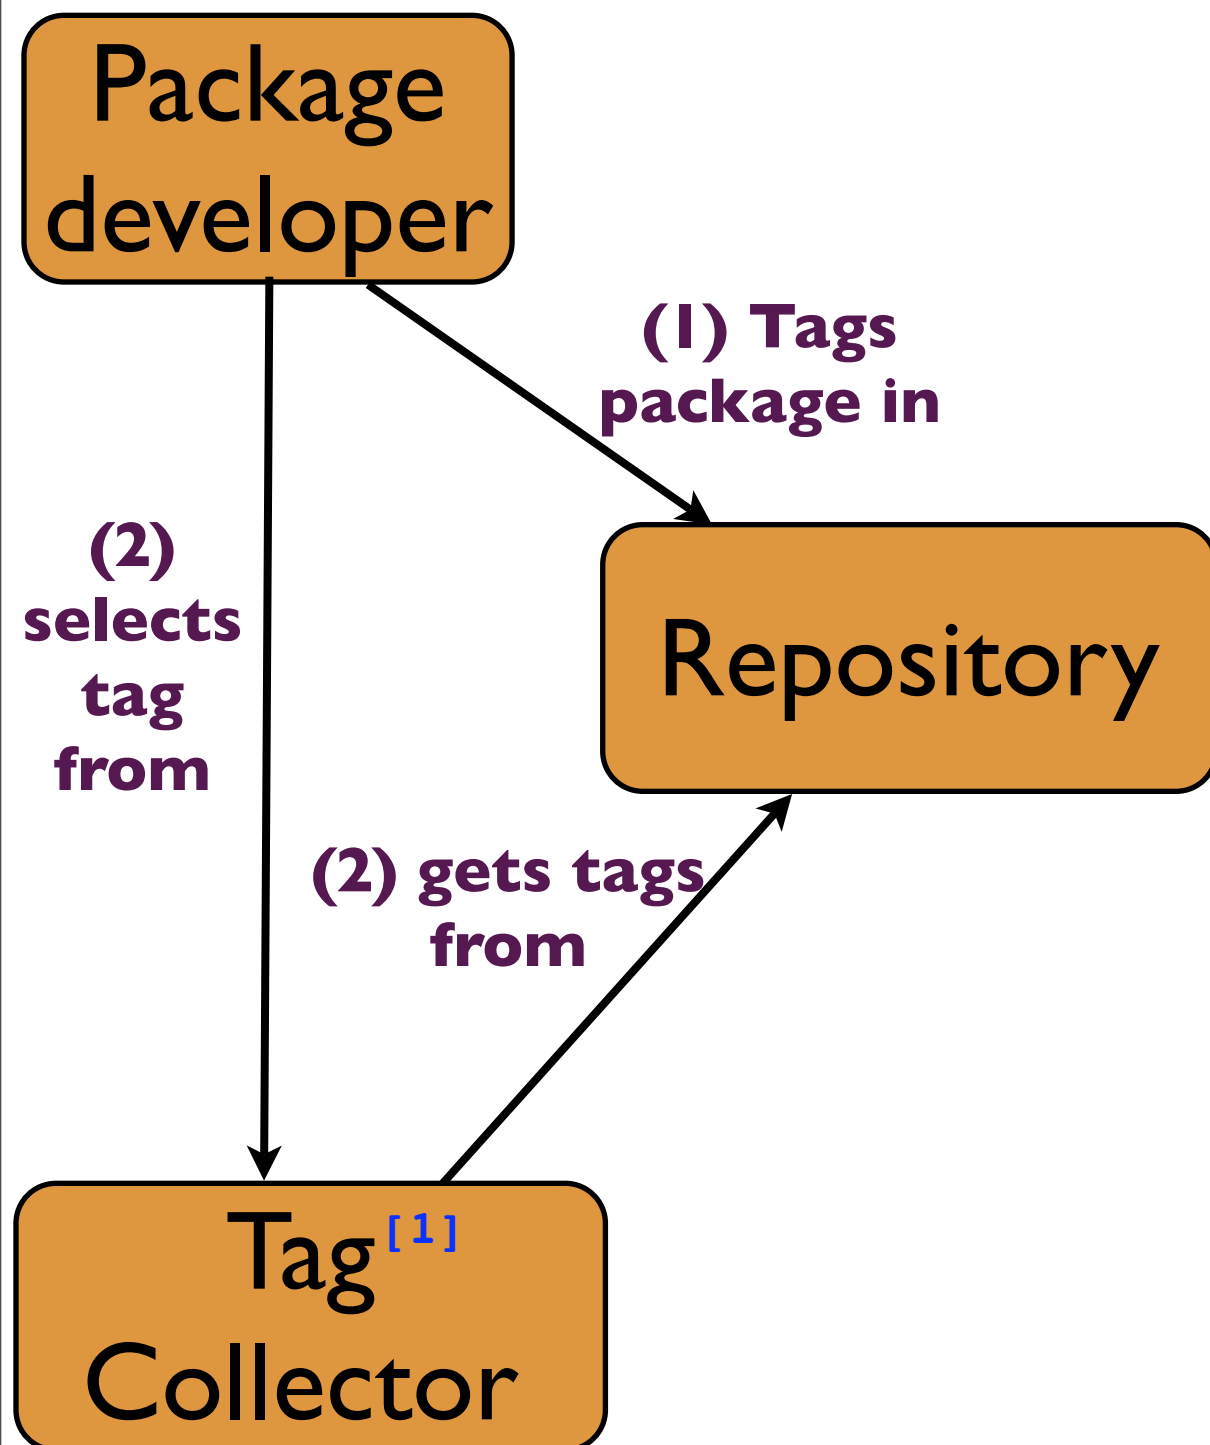 Package
developer
(1) Tags
package in
(2)
selects
tag
from
Repository
(2) gets tags
from
Tag[1]
Collector